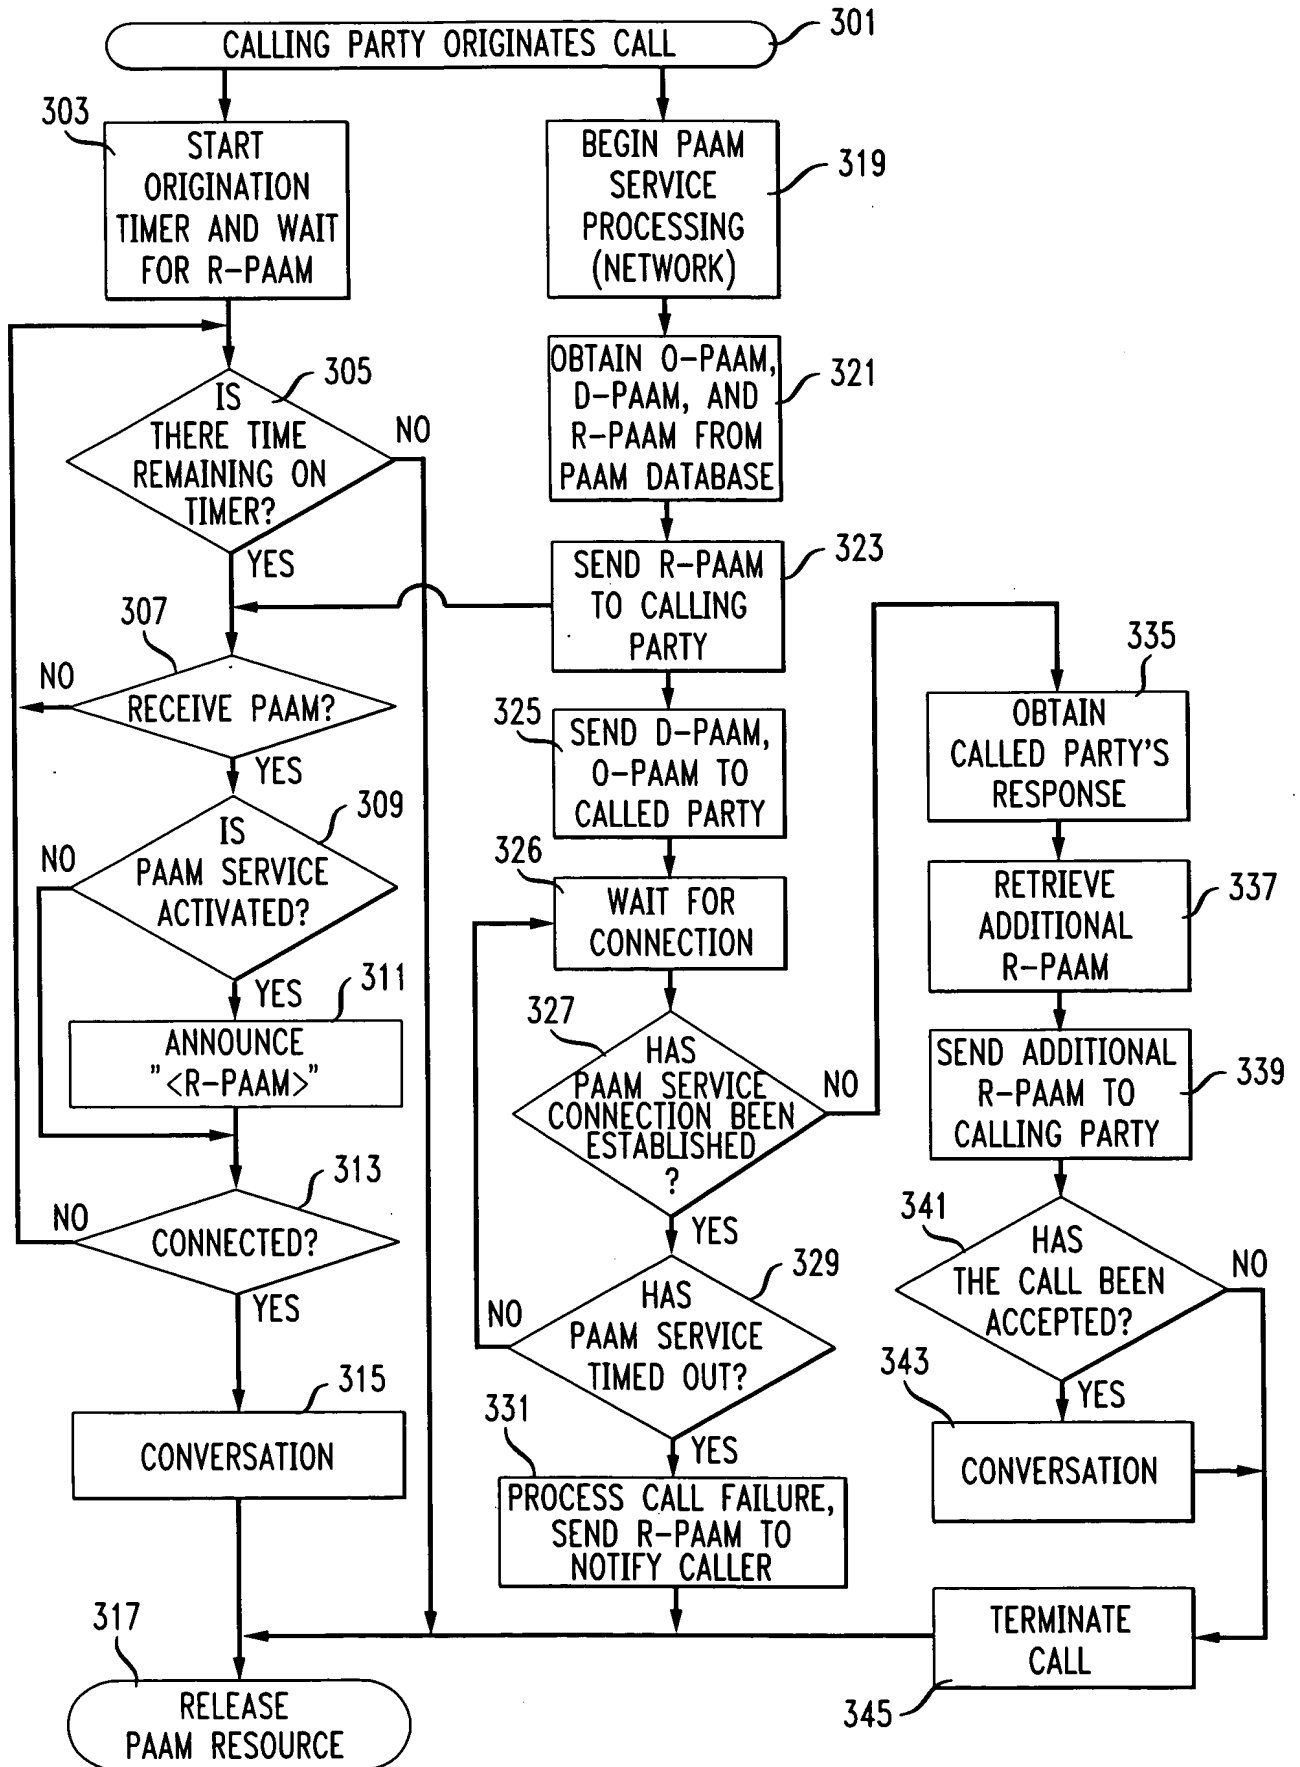 CALLING PARTY ORIGINATES CALL
301
303
START
ORIGINATION
TIMER AND WAIT
FOR R-PAAM
BEGIN PAAM
SERVICE
PROCESSING
(NETWORK)
319
305
IS
THERE TIME
REMAINING ON
TIMER?
NO
YES
OBTAIN O-PAAM,
D-PAAM, AND
R-PAAM FROM
PAAM DATABASE
321
SEND R-PAAM
TO CALLING
PARTY
323
307
NO
RECEIVE PAAM?
YES
325
SEND D-PAAM,
O-PAAM TO
CALLED PARTY
335
OBTAIN
CALLED PARTY'S
RESPONSE
309
NO
IS
PAAM SERVICE
ACTIVATED?
YES
326
WAIT FOR
CONNECTION
RETRIEVE
ADDITIONAL
R-PAAM
337
311
ANNOUNCE
"<R-PAAM>"
327
HAS
PAAM SERVICE
CONNECTION BEEN
ESTABLISHED
?
NO
YES
SEND ADDITIONAL
R-PAAM TO
CALLING PARTY
339
313
NO
CONNECTED?
YES
329
NO
HAS
PAAM SERVICE
TIMED OUT?
YES
341
HAS
THE CALL BEEN
ACCEPTED?
NO
YES
315
CONVERSATION
331
PROCESS CALL FAILURE,
SEND R-PAAM TO
NOTIFY CALLER
343
CONVERSATION
317
RELEASE
PAAM RESOURCE
TERMINATE
CALL
345